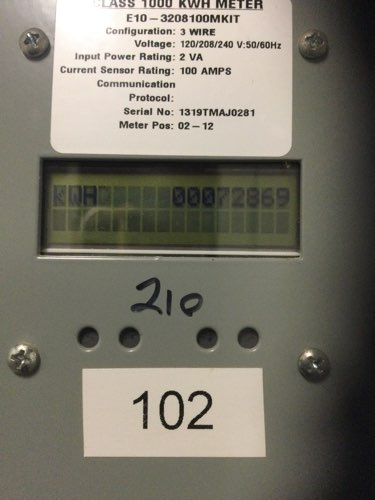 CLASS 1000 KWH METER
E10-3208100MKIT
Configuration: 3 WIRE
Voltage: 120/208/240 V:50/60Hz
Input Power Rating: 2 VA
Current Sensor Rating: 100 AMPS
Communication
Protocol:
Serial No: 1319TMAJ0281
Meter Pos: 02-12
KWH 00072869
210
102